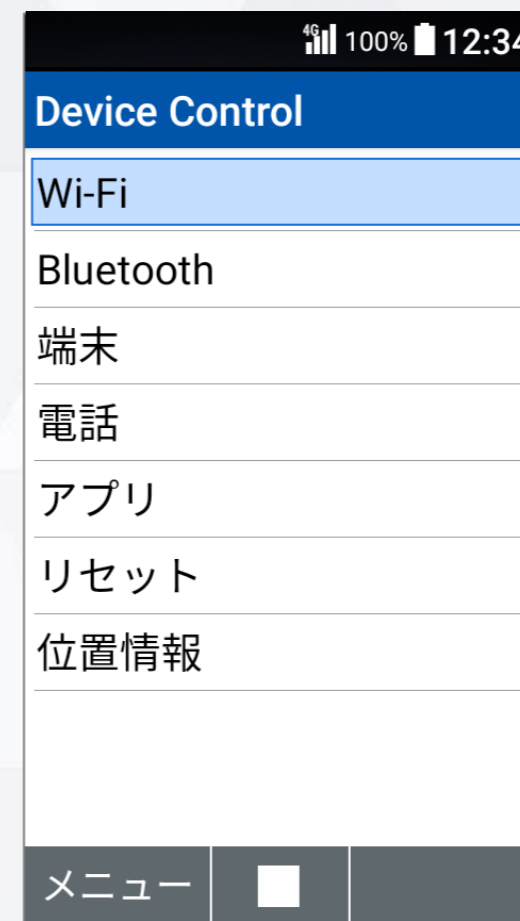 4G 100% 12:34
Device Control
Wi-Fi
Bluetooth
端末
電話
アプリ
リセット
位置情報
メニュー